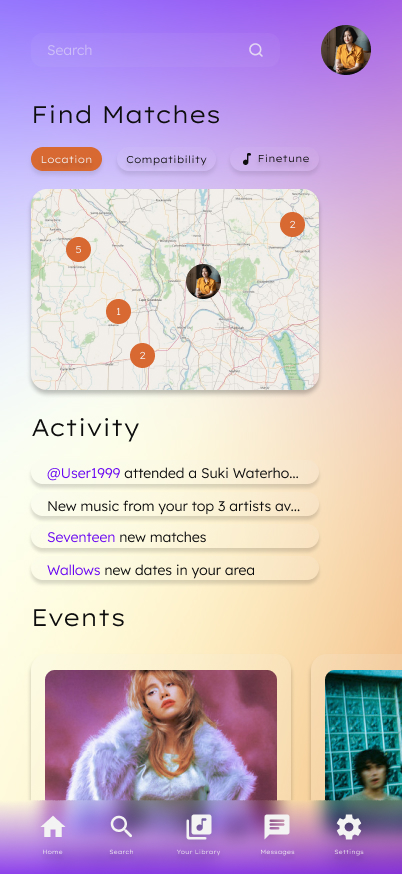 Search
Find Matches
Location
Compatibility
Finetune
5
2
1
2
Activity
@User1999 attended a Suki Waterho...
New music from your top 3 artists av...
Seventeen new matches
Wallows new dates in your area
Events
Home
Search
Your Library
Messages
Settings